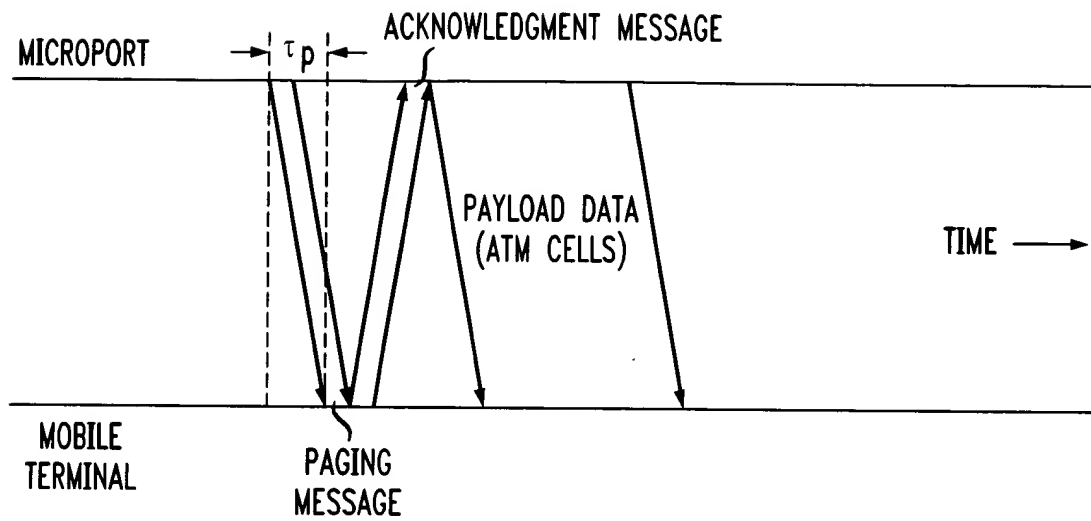 ACKNOWLEDGMENT MESSAGE
MICROPORT
τp
PAYLOAD DATA
(ATM CELLS)
TIME
MOBILE
TERMINAL
PAGING
MESSAGE